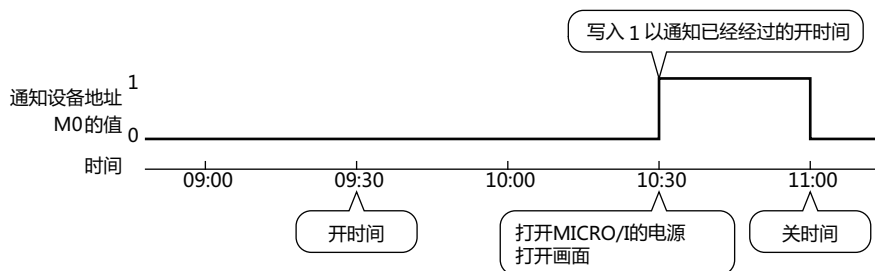 写入 1 以通知已经经过的开时间
1
通知设备地址
M0的值
0
时间
09:00 09:30 10:00 10:30 11:00
开时间
打开MICRO/I的电源
打开画面
关时间